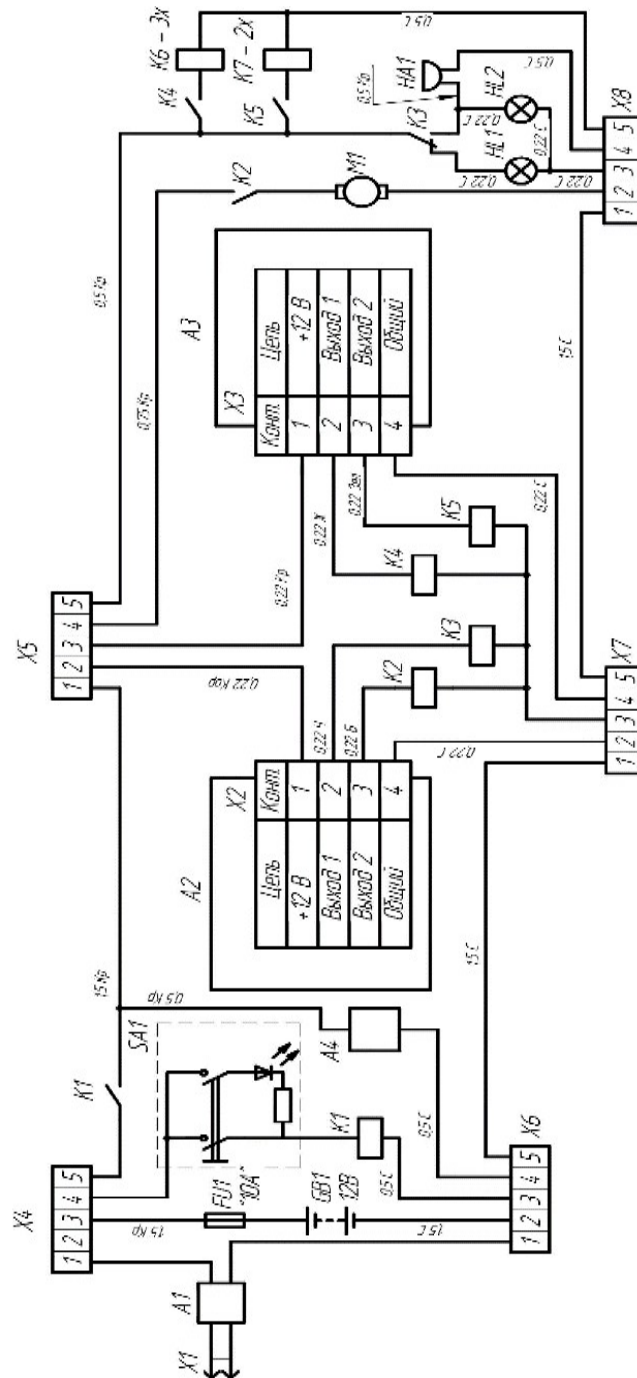 X1
A1
X4
1 2 3 4 5
1,5 Кр
FU1
"10А"
GB1
12В
1,5 С
K1
SA1
K1
0,5 С
1,5 Кр
0,5 Кр
A4
0,5 С
X6
1 2 3 4 5
1,5 С
A2
X2
Цепь Конт.
+12 В 1
Выход 1 2
Выход 2 3
Общий 4
0,22 Кор
0,22 Ч
0,22 Б
0,22 Г
K2
K3
X5
1 2 3 4 5
0,22 Кр
0,22 Ж
0,22 Зел
0,22 С
K4
K5
X7
1 2 3 4 5
A3
X3
Конт. Цепь
1 +12 В
2 Выход 1
3 Выход 2
4 Общий
0,75 Кр
0,5 Кр
1,5 С
K2
M1
K4
K6 - 3х
K5
K7 - 2х
K3
0,5 Кр
HA1
HL1
HL2
0,22 Г
0,22 Г
0,22 С
0,22 С
0,5 С
0,5 С
X8
1 2 3 4 5